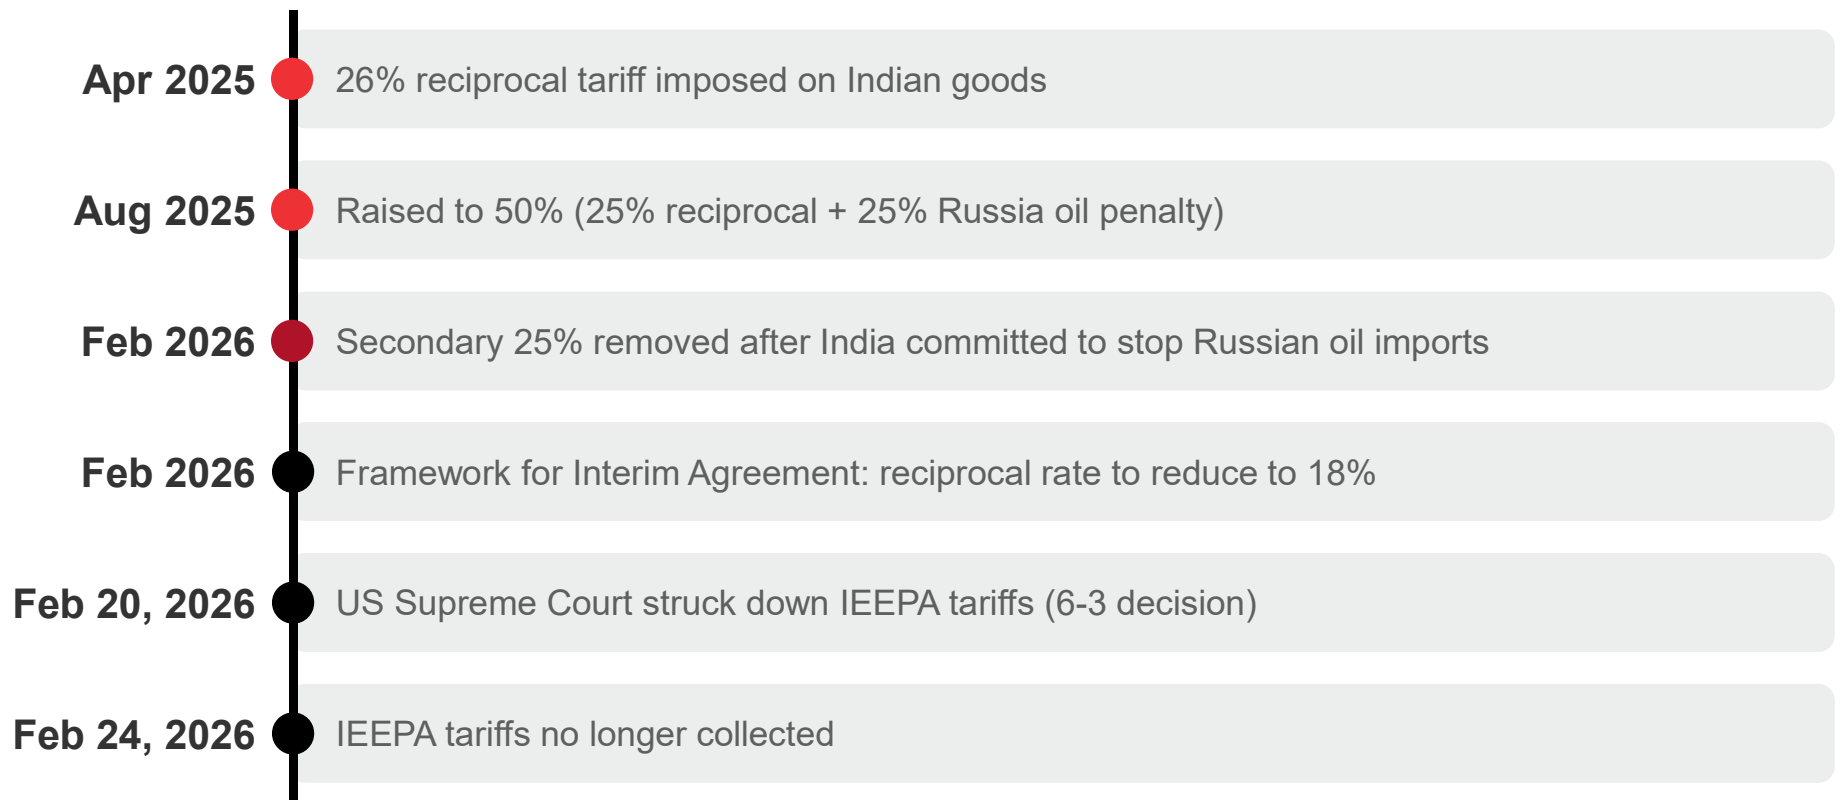 Apr 2025
26% reciprocal tariff imposed on Indian goods
Aug 2025
Raised to 50% (25% reciprocal + 25% Russia oil penalty)
Feb 2026
Secondary 25% removed after India committed to stop Russian oil imports
Feb 2026
Framework for Interim Agreement: reciprocal rate to reduce to 18%
Feb 20, 2026
US Supreme Court struck down IEEPA tariffs (6-3 decision)
Feb 24, 2026
IEEPA tariffs no longer collected